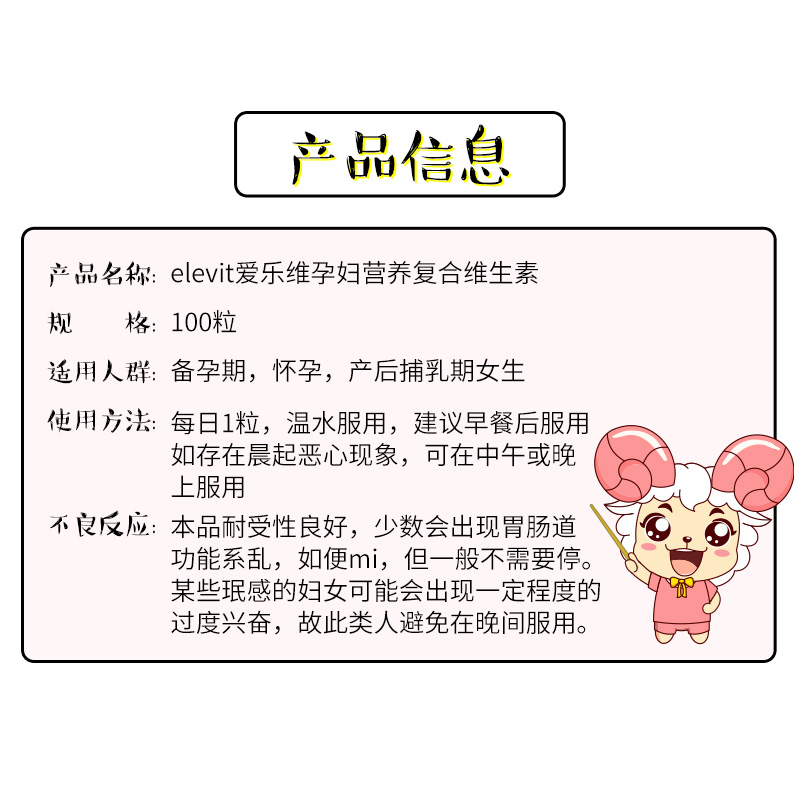 产品信息
产品名称: elevit爱乐维孕妇营养复合维生素
规 格: 100粒
适用人群: 备孕期，怀孕，产后捕乳期女生
使用方法: 每日1粒，温水服用，建议早餐后服用
如存在晨起恶心现象，可在中午或晚
上服用
不良反应: 本品耐受性良好，少数会出现胃肠道
功能系乱，如便mi，但一般不需要停。
某些珉感的妇女可能会出现一定程度的
过度兴奋，故此类人避免在晚间服用。